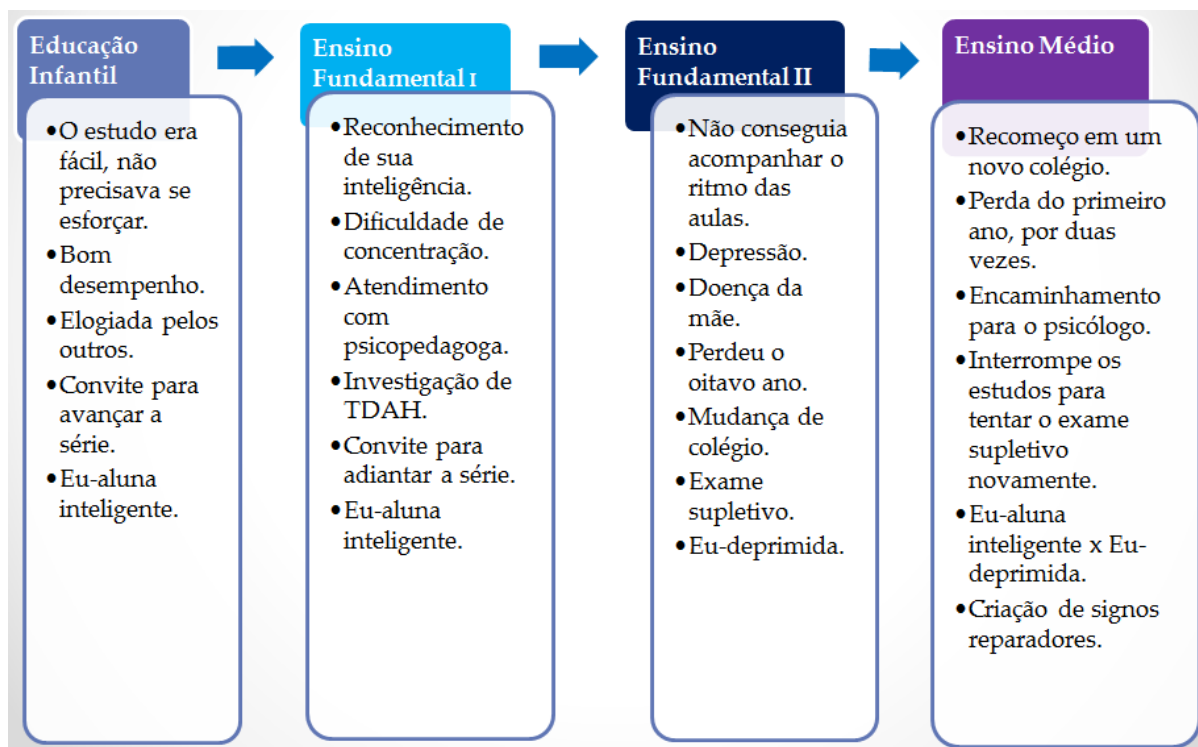 Educação
Infantil
•O estudo era
fácil, não
precisava se
esforçar.
•Bom
desempenho.
•Elogiada pelos
outros.
•Convite para
avançar a
série.
•Eu-aluna
inteligente.
Ensino
Fundamental I
•Reconhecimento
de sua
inteligência.
•Dificuldade de
concentração.
•Atendimento
com
psicopedagoga.
•Investigação de
TDAH.
•Convite para
adiantar a série.
•Eu-aluna
inteligente.
Ensino
Fundamental II
•Não conseguia
acompanhar o
ritmo das
aulas.
•Depressão.
•Doença da
mãe.
•Perdeu o
oitavo ano.
•Mudança de
colégio.
•Exame
supletivo.
•Eu-deprimida.
Ensino Médio
•Recomeço em um
novo colégio.
•Perda do primeiro
ano, por duas
vezes.
•Encaminhamento
para o psicólogo.
•Interrompe os
estudos para
tentar o exame
supletivo
novamente.
•Eu-aluna
inteligente x Eu-
deprimida.
•Criação de signos
reparadores.